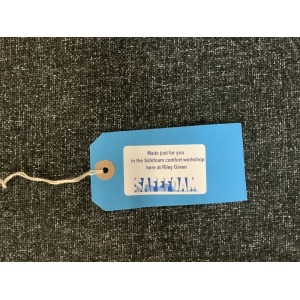 Made just for you
in the Safefoam comfort workshop
here at Riley Green
SAFEFOAM